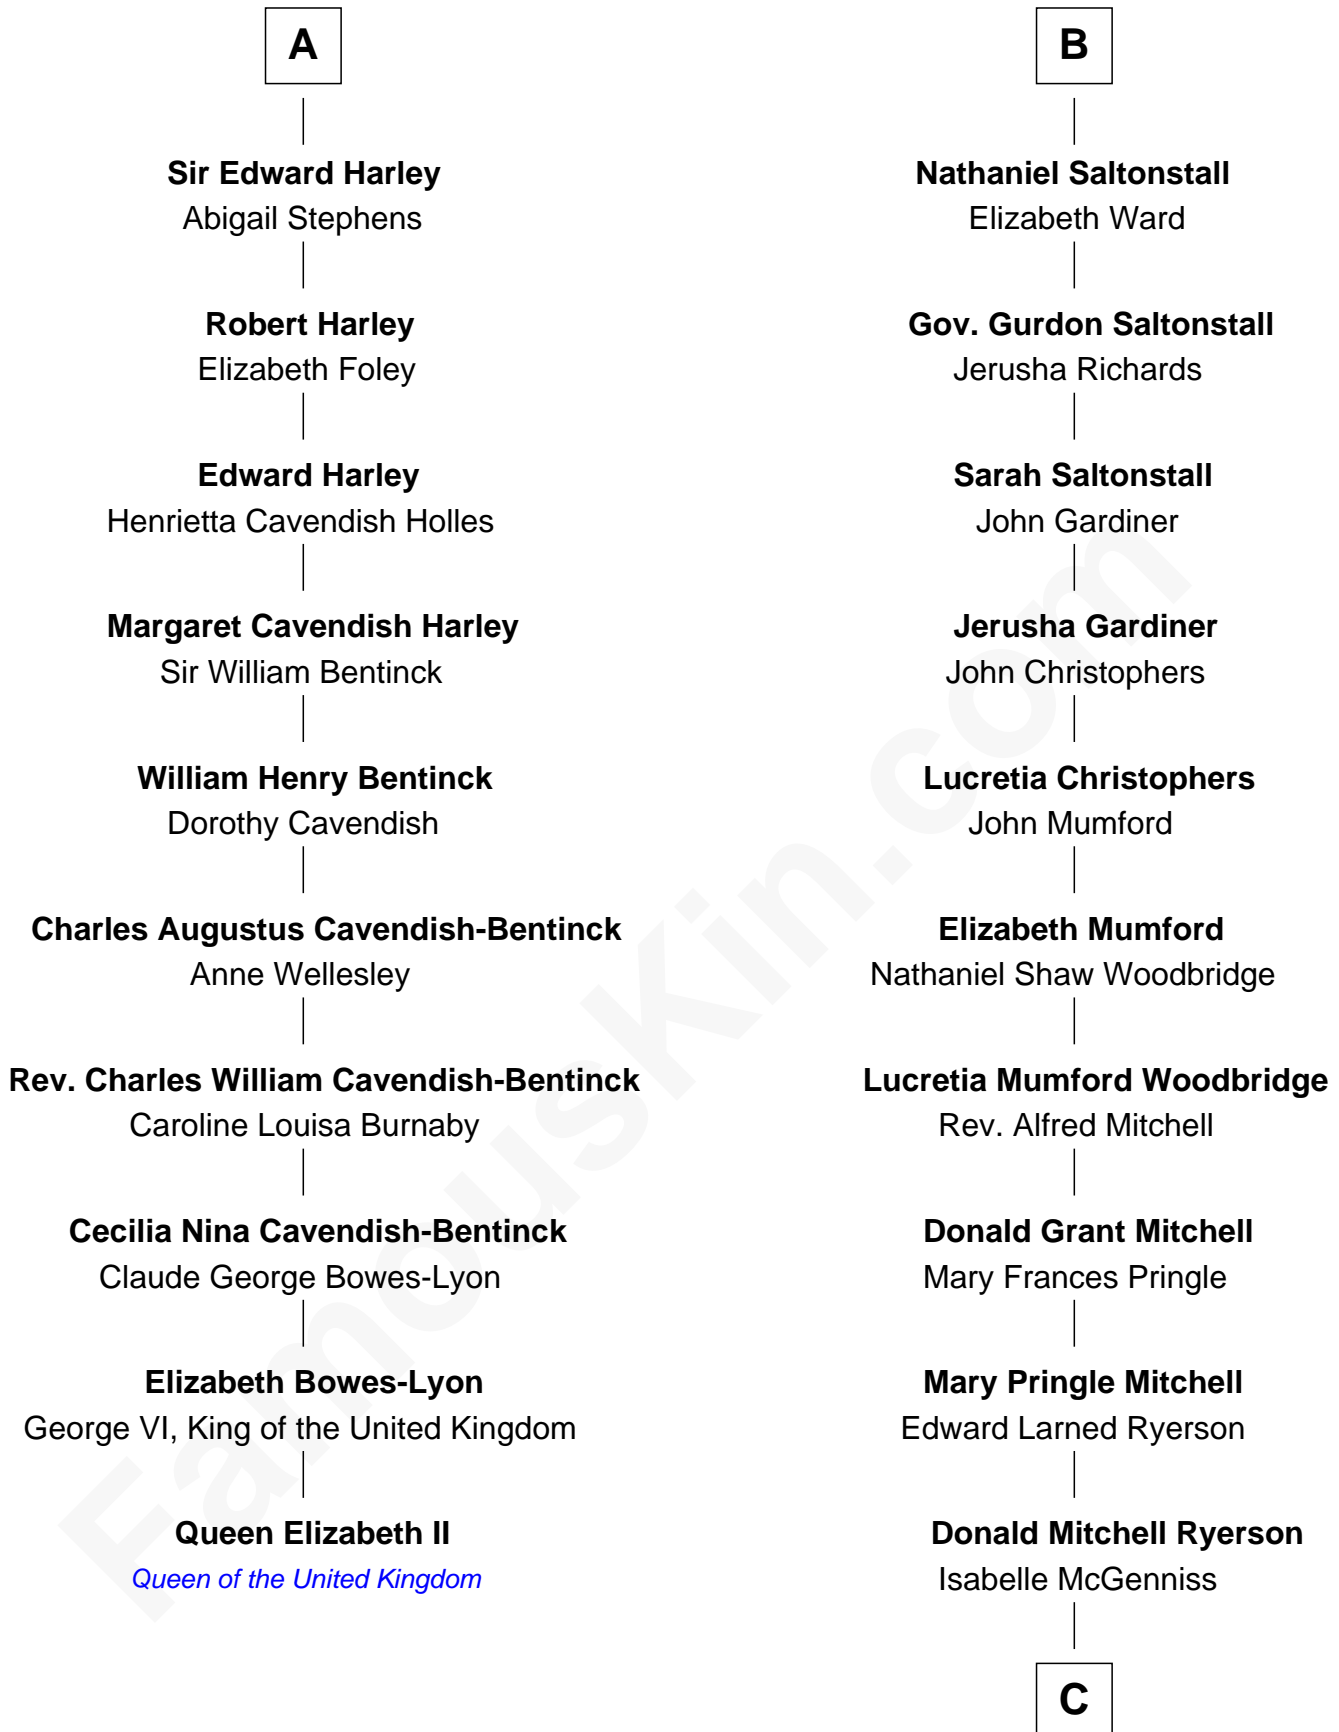 A
Sir Edward Harley
Abigail Stephens
Robert Harley
Elizabeth Foley
Edward Harley
Henrietta Cavendish Holles
Margaret Cavendish Harley
Sir William Bentinck
William Henry Bentinck
Dorothy Cavendish
Charles Augustus Cavendish-Bentinck
Anne Wellesley
Rev. Charles William Cavendish-Bentinck
Caroline Louisa Burnaby
Cecilia Nina Cavendish-Bentinck
Claude George Bowes-Lyon
Elizabeth Bowes-Lyon
George VI, King of the United Kingdom
Queen Elizabeth II
Queen of the United Kingdom
B
Nathaniel Saltonstall
Elizabeth Ward
Gov. Gurdon Saltonstall
Jerusha Richards
Sarah Saltonstall
John Gardiner
Jerusha Gardiner
John Christophers
Lucretia Christophers
John Mumford
Elizabeth Mumford
Nathaniel Shaw Woodbridge
Lucretia Mumford Woodbridge
Rev. Alfred Mitchell
Donald Grant Mitchell
Mary Frances Pringle
Mary Pringle Mitchell
Edward Larned Ryerson
Donald Mitchell Ryerson
Isabelle McGenniss
C
FamousKin.com